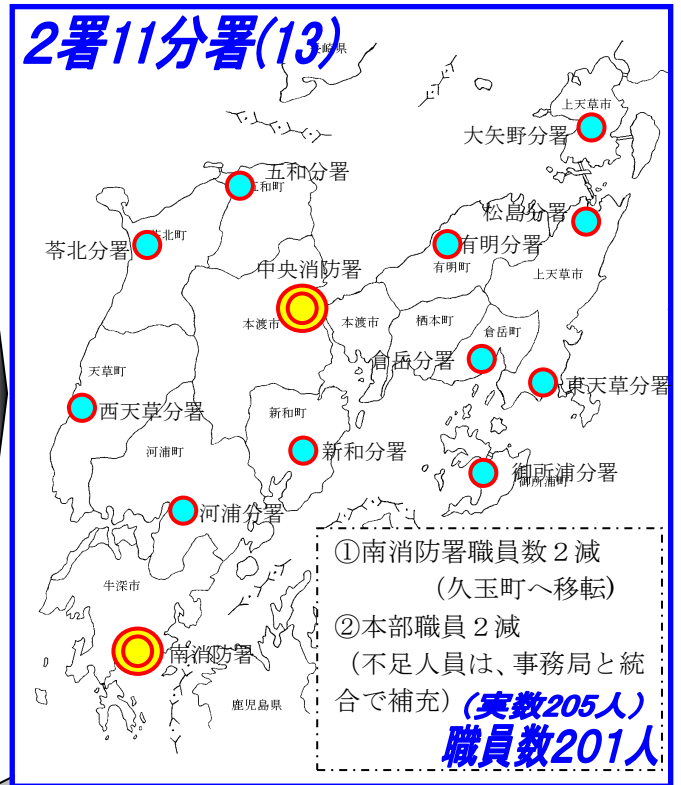 2署11分署(13)
長崎県
上天草市
大矢野分署
五和分署
五和町
松島分署
苓北町
苓北分署
有明分署
中央消防署
有明町
上天草市
本渡市
本渡市
栖本町
倉岳町
倉岳分署
天草町
東天草分署
西天草分署
新和町
河浦町
新和分署
御所浦分署
御所浦町
河浦分署
牛深市
南消防署
鹿児島県
①南消防署職員数2減
(久玉町へ移転)
②本部職員2減
(不足人員は、事務局と統
合で補充)
(実数205人)
職員数201人